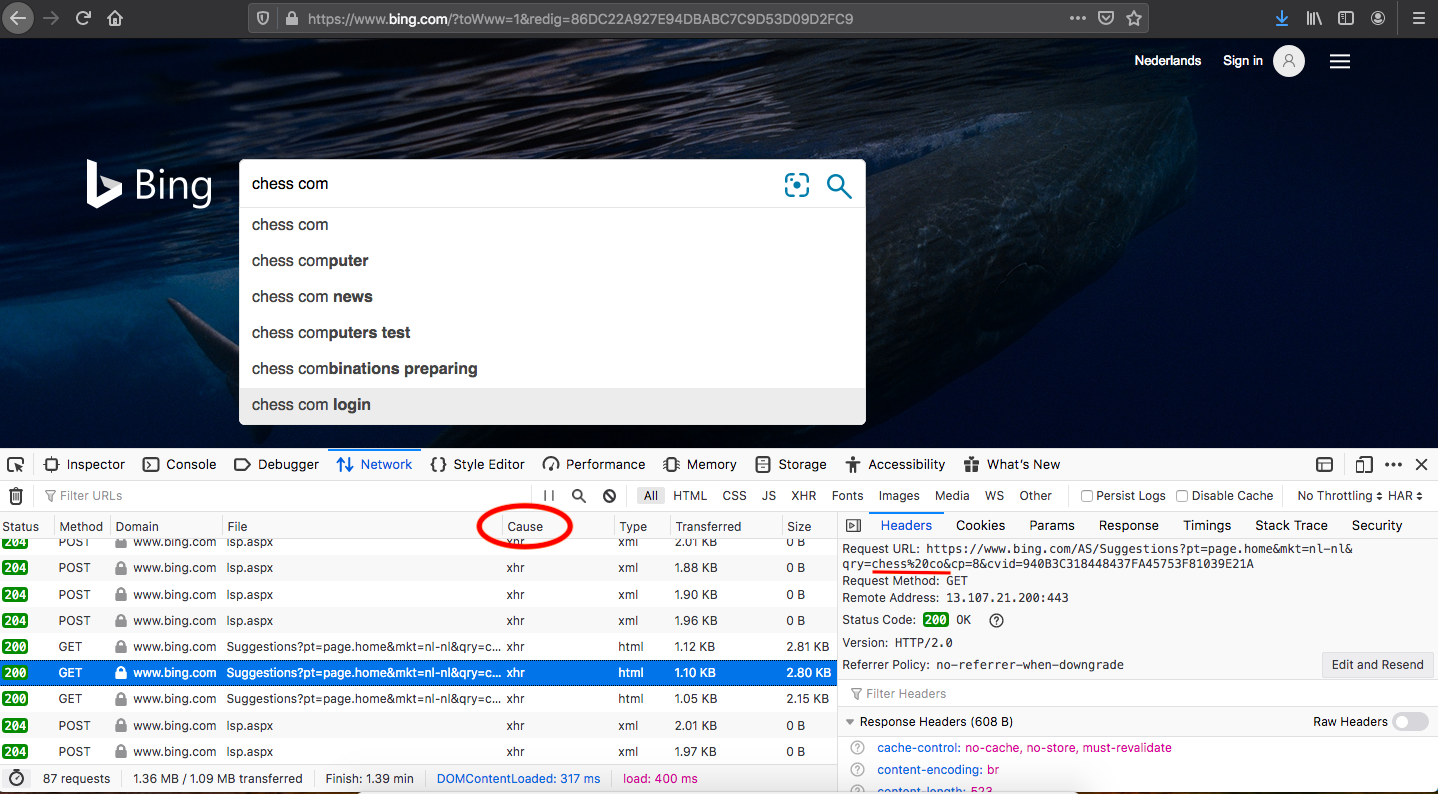 https://www.bing.com/?toWww=1&redig=86DC22A927E94DBABC7C9D53D09D2FC9
Nederlands Sign in
Bing
chess com
chess com
chess computer
chess com news
chess computers test
chess combinations preparing
chess com login
Inspector Console Debugger Network Style Editor Performance Memory Storage Accessibility What's New
Filter URLs All HTML CSS JS XHR Fonts Images Media WS Other Persist Logs Disable Cache No Throttling HAR
Status Method Domain File Cause Type Transferred Size
204 POST www.bing.com lsp.aspx xhr xml 2.01 KB 0 B
204 POST www.bing.com lsp.aspx xhr xml 1.88 KB 0 B
204 POST www.bing.com lsp.aspx xhr xml 1.90 KB 0 B
204 POST www.bing.com lsp.aspx xhr xml 1.96 KB 0 B
200 GET www.bing.com Suggestions?pt=page.home&mkt=nl-nl&qry=c... xhr html 1.12 KB 2.81 KB
200 GET www.bing.com Suggestions?pt=page.home&mkt=nl-nl&qry=c... xhr html 1.10 KB 2.80 KB
200 GET www.bing.com Suggestions?pt=page.home&mkt=nl-nl&qry=c... xhr html 1.05 KB 2.15 KB
204 POST www.bing.com lsp.aspx xhr xml 2.01 KB 0 B
204 POST www.bing.com lsp.aspx xhr xml 1.97 KB 0 B
87 requests 1.36 MB / 1.09 MB transferred Finish: 1.39 min DOMContentLoaded: 317 ms load: 400 ms
Headers Cookies Params Response Timings Stack Trace Security
Request URL: https://www.bing.com/AS/Suggestions?pt=page.home&mkt=nl-nl&
qry=chess%20co&cp=8&cvid=940B3C318448437FA45753F81039E21A
Request Method: GET
Remote Address: 13.107.21.200:443
Status Code: 200 OK
Version: HTTP/2.0
Referrer Policy: no-referrer-when-downgrade Edit and Resend
Filter Headers
Response Headers (608 B) Raw Headers
cache-control: no-cache, no-store, must-revalidate
content-encoding: br
content-length: 523